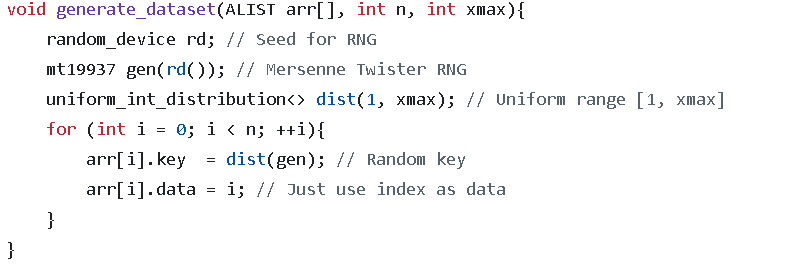 void generate_dataset(ALIST arr[], int n, int xmax){
    random_device rd; // Seed for RNG
    mt19937 gen(rd()); // Mersenne Twister RNG
    uniform_int_distribution<> dist(1, xmax); // Uniform range [1, xmax]
    for (int i = 0; i < n; ++i){
        arr[i].key  = dist(gen); // Random key
        arr[i].data = i; // Just use index as data
    }
}